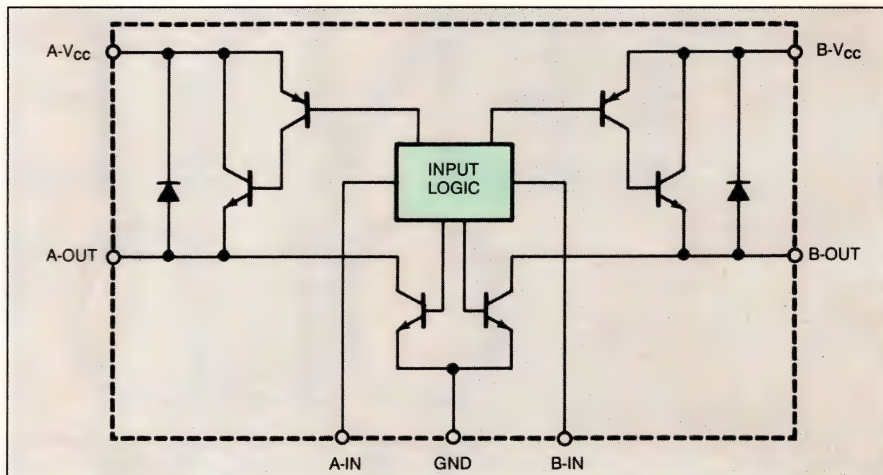 A-VCC B-VCC
INPUT
LOGIC
A-OUT B-OUT
A-IN GND B-IN